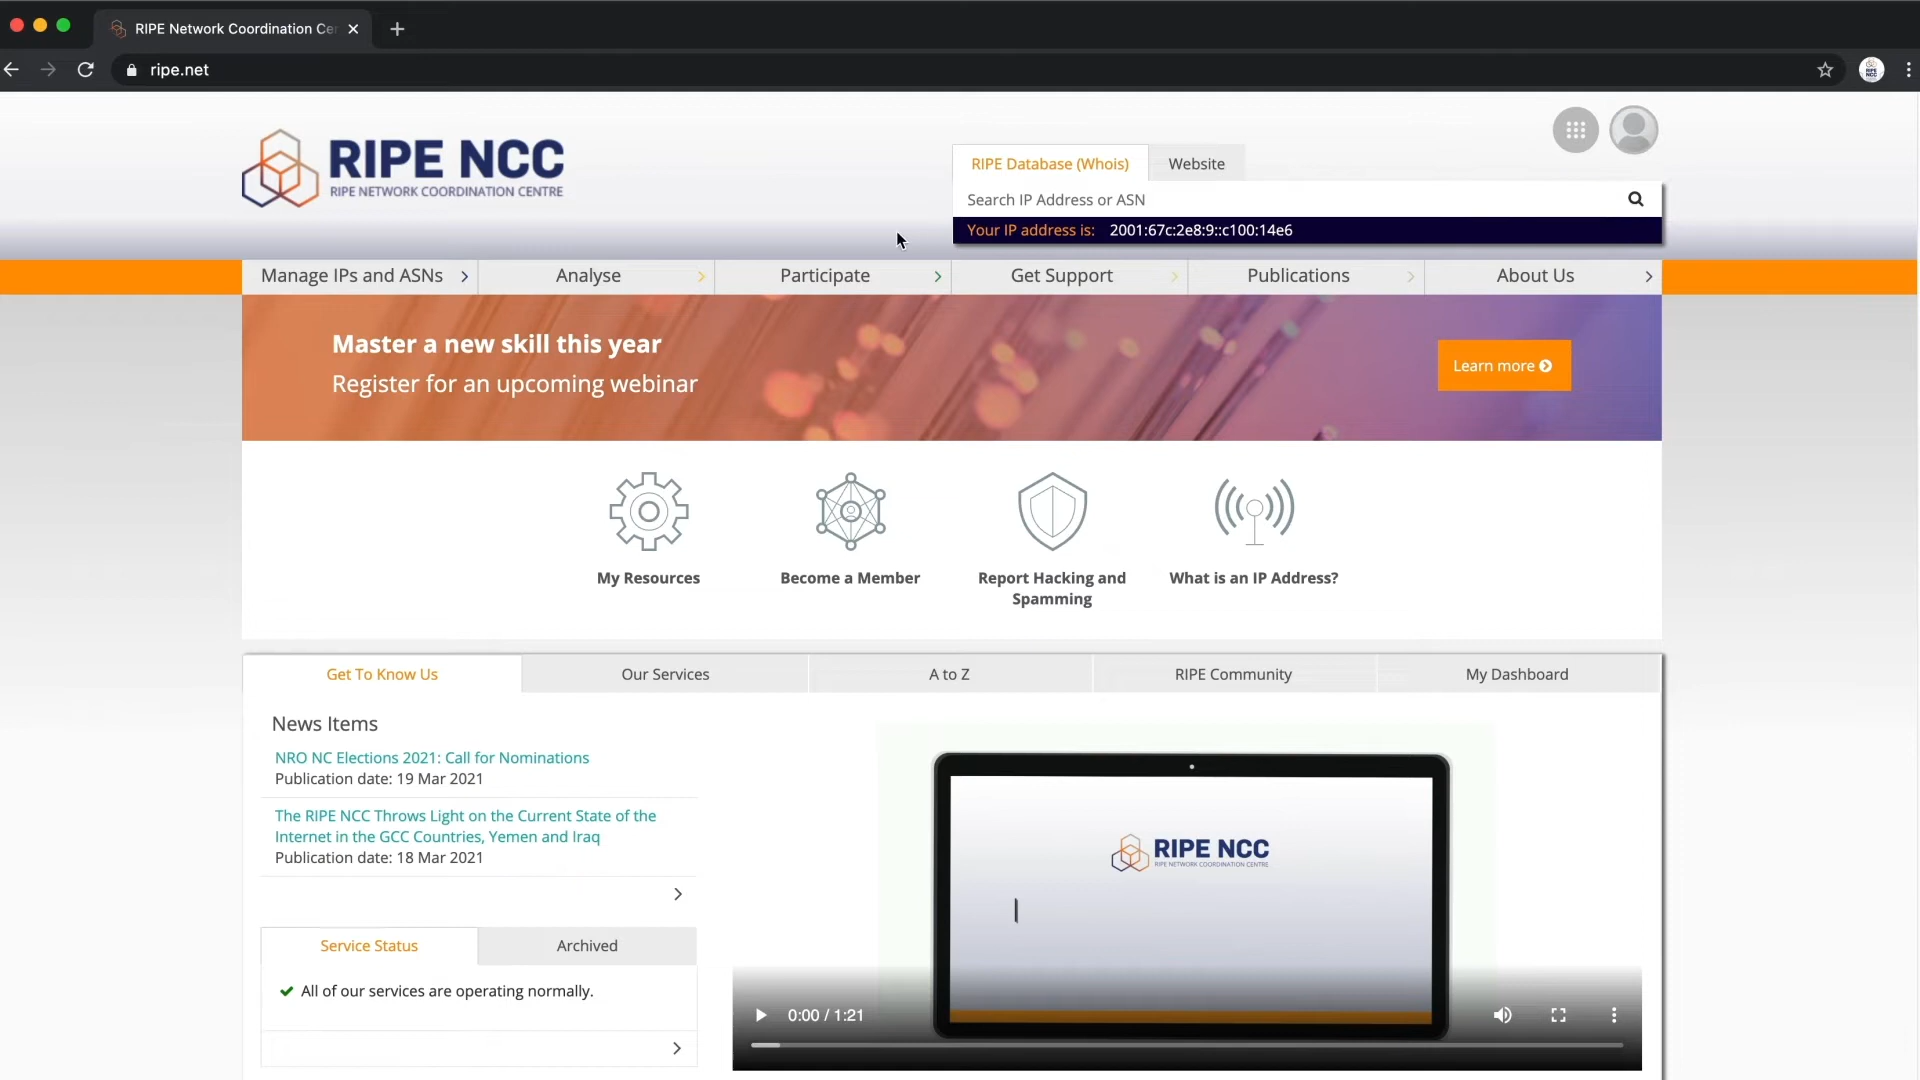 RIPE Network Coordination Ce
ripe.net
RIPE NCC
RIPE NETWORK COORDINATION CENTRE
RIPE Database (Whois) Website
Search IP Address or ASN
Your IP address is: 2001:67c:2e8:9::c100:14e6
Manage IPs and ASNs Analyse Participate Get Support Publications About Us
Master a new skill this year
Register for an upcoming webinar
Learn more
My Resources Become a Member Report Hacking and What is an IP Address?
Spamming
Get To Know Us Our Services A to Z RIPE Community My Dashboard
News Items
NRO NC Elections 2021: Call for Nominations
Publication date: 19 Mar 2021
The RIPE NCC Throws Light on the Current State of the
Internet in the GCC Countries, Yemen and Iraq
Publication date: 18 Mar 2021
RIPE NCC
RIPE NETWORK COORDINATION CENTRE
Service Status Archived
All of our services are operating normally.
0:00 / 1:21